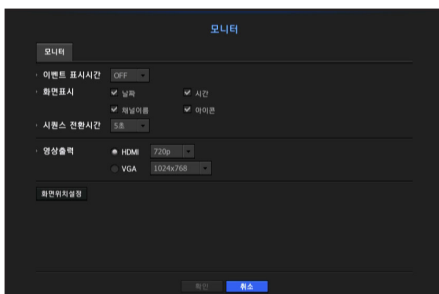 모니터
모니터
이벤트 표시시간 OFF
화면표시 날짜 시간
채널이름 아이콘
시퀀스 전환시간 5초
영상출력 HDMI 720p
VGA 1024x768
화면위치설정
확인 취소